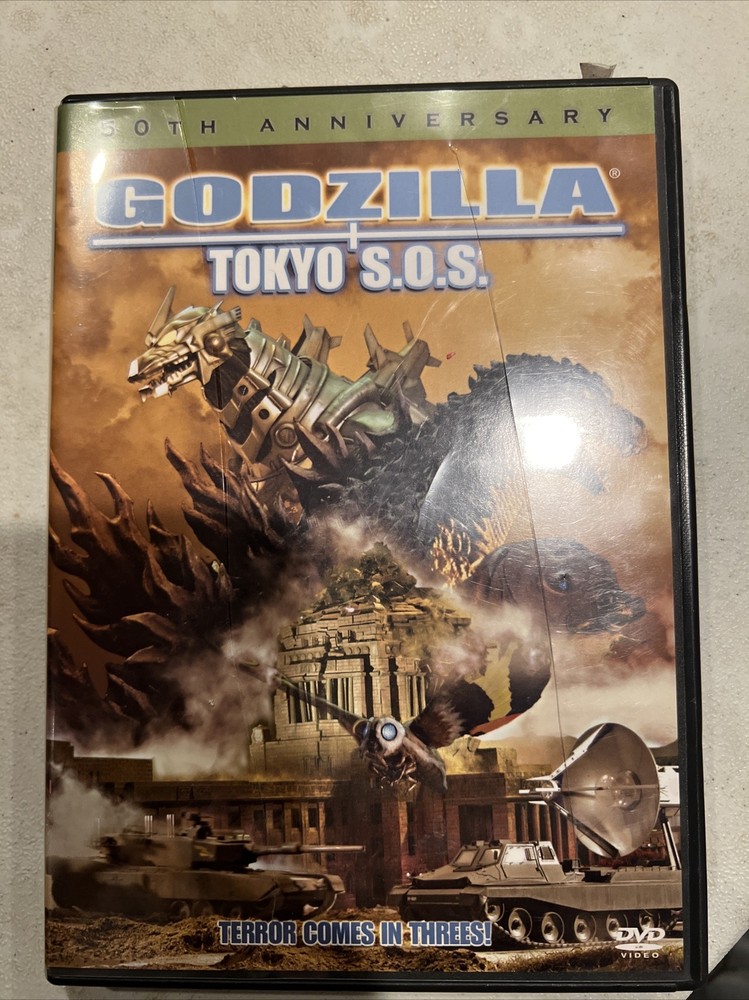 50TH ANNIVERSARY
GODZILLA®
TOKYO S.O.S.
TERROR COMES IN THREES!
DVD
VIDEO